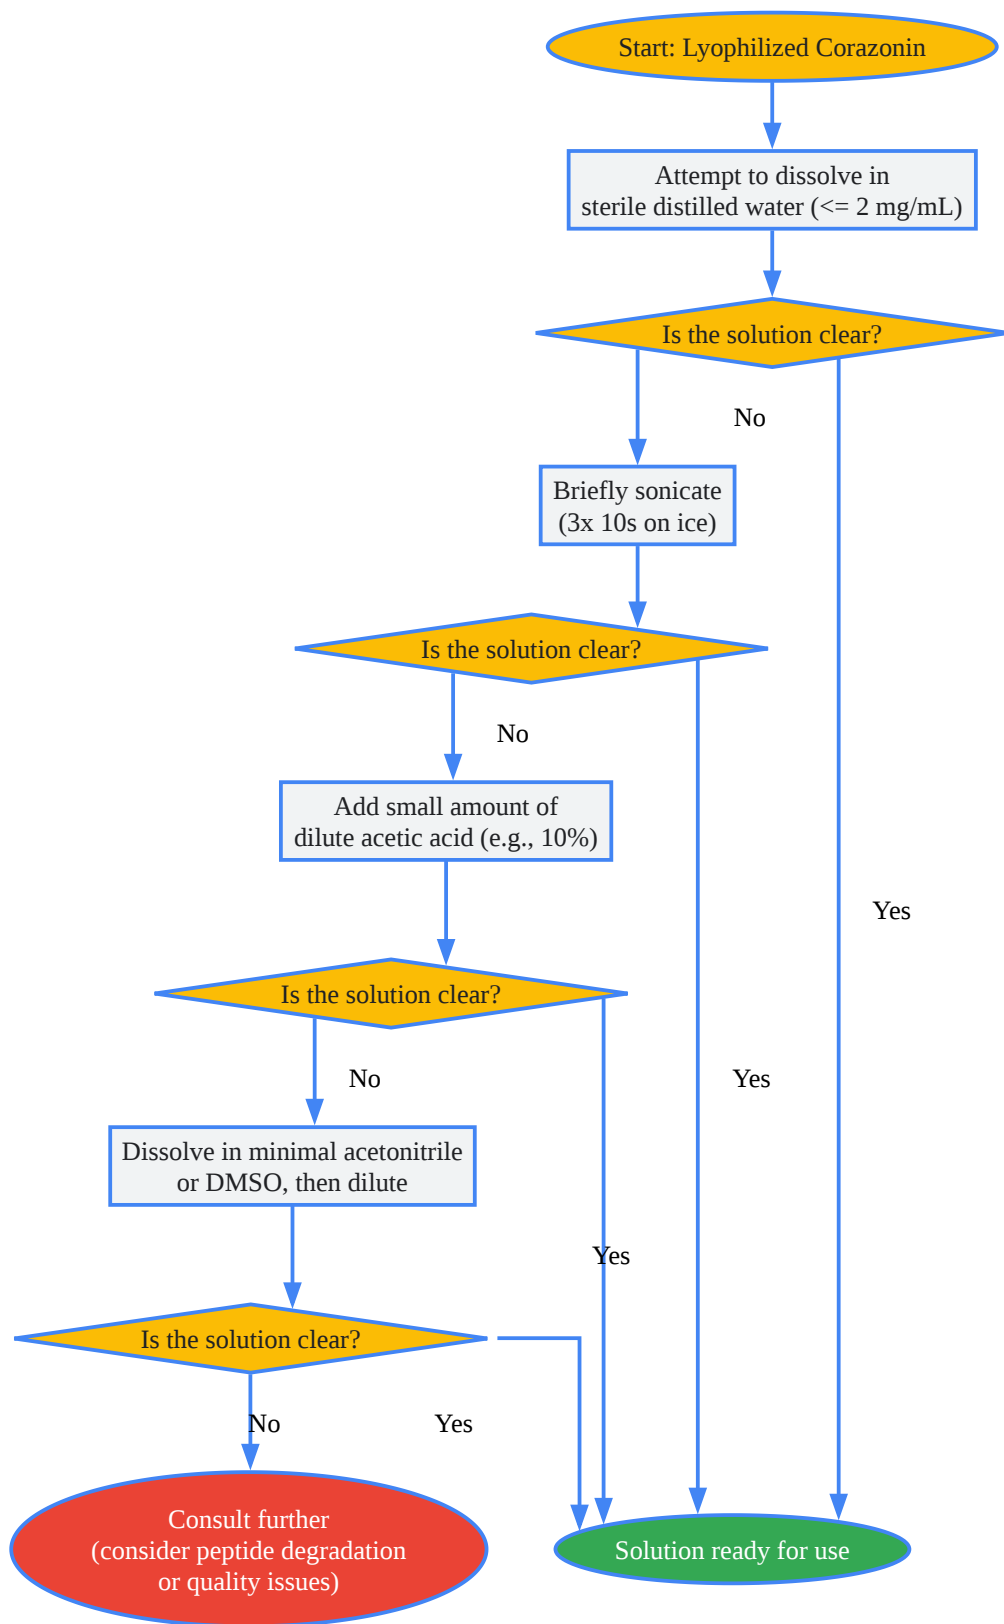 Start: Lyophilized Corazonin
Attempt to dissolve in
sterile distilled water (<= 2 mg/mL)
Is the solution clear?
No
Briefly sonicate
(3x 10s on ice)
Is the solution clear?
No
Add small amount of
dilute acetic acid (e.g., 10%)
Yes
Is the solution clear?
No
Yes
Dissolve in minimal acetonitrile
or DMSO, then dilute
Yes
Is the solution clear?
No
Yes
Consult further
(consider peptide degradation
or quality issues)
Solution ready for use